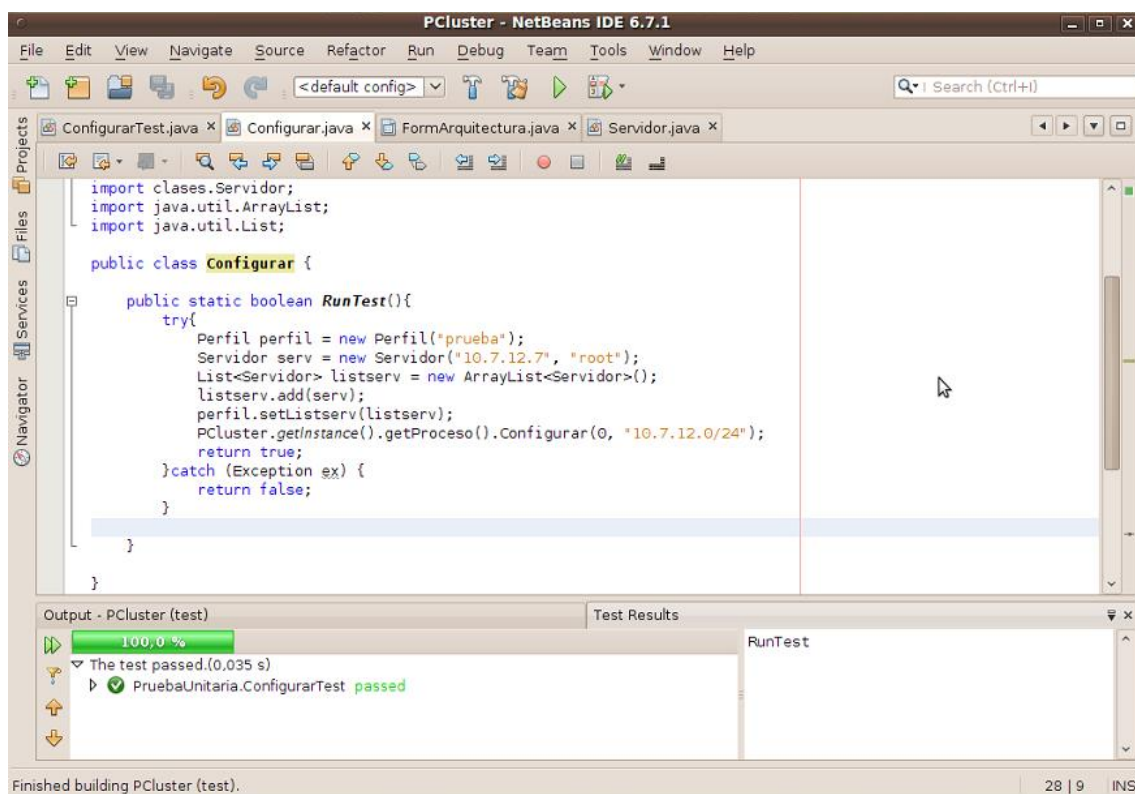 PCluster - NetBeans IDE 6.7.1
File Edit View Navigate Source Refactor Run Debug Team Tools Window Help
<default config>
Search (Ctrl+I)
ConfigurarTest.java
Configurar.java
FormArquitectura.java
Servidor.java
Projects
Files
Services
Navigator
import clases.Servidor;
import java.util.ArrayList;
import java.util.List;
public class Configurar {
public static boolean RunTest(){
try{
Perfil perfil = new Perfil("prueba");
Servidor serv = new Servidor("10.7.12.7", "root");
List<Servidor> listserv = new ArrayList<Servidor>();
listserv.add(serv);
perfil.setListserv(listserv);
PCluster.getInstance().getProceso().Configurar(0, "10.7.12.0/24");
return true;
}catch (Exception ex) {
return false;
}
}
}
Output - PCluster (test)
Test Results
100,0 %
The test passed.(0,035 s)
PruebaUnitaria.ConfigurarTest passed
RunTest
Finished building PCluster (test).
28 | 9 INS